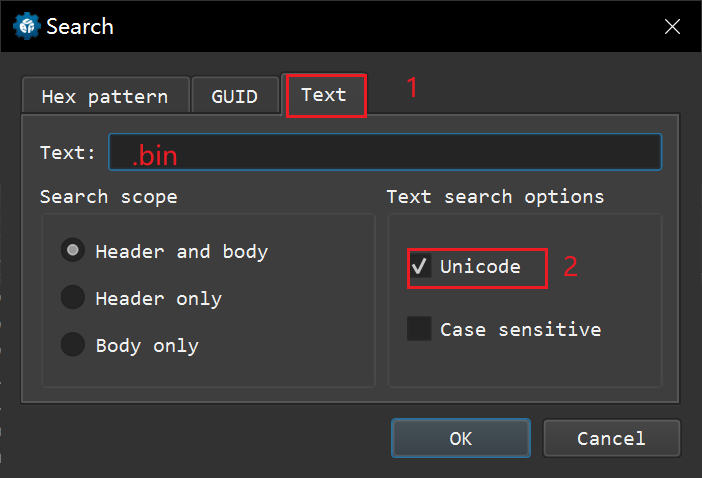 Search
Hex pattern GUID Text 1
Text: .bin
Search scope Text search options
Header and body
Unicode 2
Header only
Case sensitive
Body only
OK Cancel